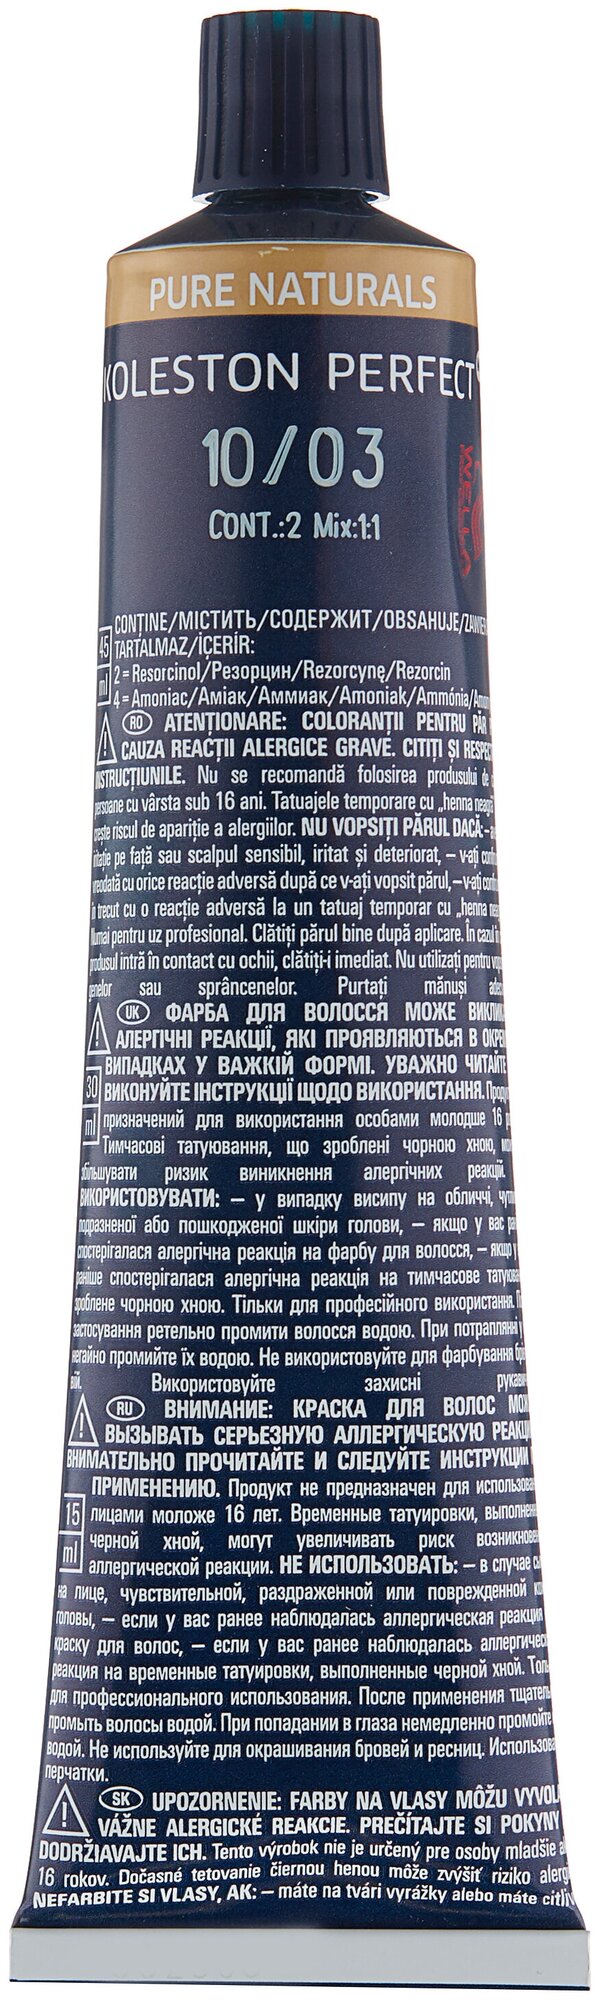 PURE NATURALS
KOLESTON PERFECT
10/03
CONT.:2 Mix:1:1
WELLA
CONȚINE/МІСТИТЬ/СОДЕРЖИТ/OBSAHUJE/
TARTALMAZ/İÇERİR:
2 = Resorcinol/Резорцин/Rezorcynę/Rezorcin
4 = Amoniac/Аміак/Аммиак/Amoniak/Ammónia/
45 ml
RO ATENȚIONARE: COLORANȚII PENTRU PĂR
CAUZA REACȚII ALERGICE GRAVE. CITIȚI ȘI
INSTRUCȚIUNILE. Nu se recomandă folosirea produsului de
persoane cu vârsta sub 16 ani. Tatuajele temporare cu „henna neagră
crește riscul de apariție a alergiilor. NU VOPSIȚI PĂRUL DACĂ: –
iritație pe față sau scalpul sensibil, iritat și deteriorat, – v-ați
vreodată cu orice reacție adversă după ce v-ați vopsit părul, – v-ați
în trecut cu o reacție adversă la un tatuaj temporar cu „henna
Numai pentru uz profesional. Clătiți părul bine după aplicare. În cazul în
produsul intră în contact cu ochii, clătiți-i imediat. Nu utilizați pentru
genelor sau sprâncenelor. Purtați mănuși
UK ФАРБА ДЛЯ ВОЛОССЯ МОЖЕ
АЛЕРГІЧНІ РЕАКЦІЇ, ЯКІ ПРОЯВЛЯЮТЬСЯ В
ВИПАДКАХ У ВАЖКІЙ ФОРМІ. УВАЖНО ЧИТАЙТЕ
30 ml
ВИКОНУЙТЕ ІНСТРУКЦІЇ ЩОДО ВИКОРИСТАННЯ.
призначений для використання особами молодше 16
Тимчасові татуювання, що зроблені чорною хною,
збільшувати ризик виникнення алергічних реакцій.
ВИКОРИСТОВУВАТИ: – у випадку висипу на обличчі,
подразненої або пошкодженої шкіри голови, – якщо у вас
спостерігалася алергічна реакція на фарбу для волосся, – якщо у
раніше спостерігалася алергічна реакція на тимчасове
зроблене чорною хною. Тільки для професійного використання.
застосування ретельно промити волосся водою. При потраплянні у
негайно промийте їх водою. Не використовуйте для фарбування
вій. Використовуйте захисні
RU ВНИМАНИЕ: КРАСКА ДЛЯ ВОЛОС
ВЫЗЫВАТЬ СЕРЬЕЗНУЮ АЛЛЕРГИЧЕСКУЮ
ВНИМАТЕЛЬНО ПРОЧИТАЙТЕ И СЛЕДУЙТЕ ИНСТРУКЦИИ
ПРИМЕНЕНИЮ. Продукт не предназначен для
15 ml
лицами моложе 16 лет. Временные татуировки,
черной хной, могут увеличивать риск
аллергической реакции. НЕ ИСПОЛЬЗОВАТЬ: – в случае
на лице, чувствительной, раздраженной или поврежденной
головы, – если у вас ранее наблюдалась аллергическая реакция
краску для волос, – если у вас ранее наблюдалась
реакция на временные татуировки, выполненные черной хной.
для профессионального использования. После применения
промыть волосы водой. При попадании в глаза немедленно промойте
водой. Не используйте для окрашивания бровей и ресниц.
перчатки.
SK UPOZORNENIE: FARBY NA VLASY MÔŽU
VÁŽNE ALERGICKÉ REAKCIE. PREČÍTAJTE SI POKYNY
DODRŽIAVAJTE ICH. Tento výrobok nie je určený pre osoby mladšie
16 rokov. Dočasné tetovanie čiernou henou môže zvýšiť riziko
NEFARBITE SI VLASY, AK: – máte na tvári vyrážky alebo máte